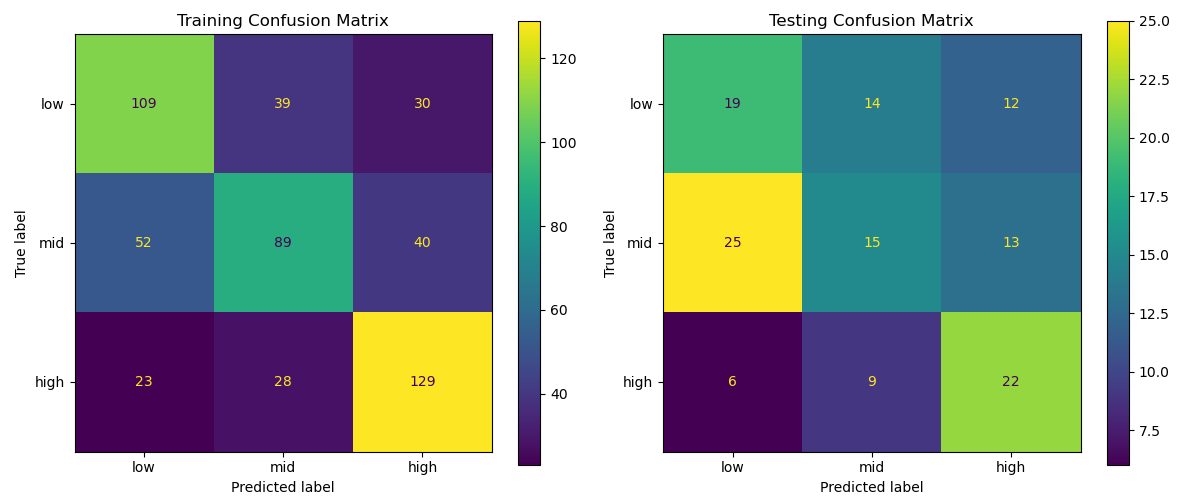 Training Confusion Matrix
low 109 39 30
mid 52 89 40
high 23 28 129
low mid high
Predicted label
True label
120
100
80
60
40
Testing Confusion Matrix
low 19 14 12
mid 25 15 13
high 6 9 22
low mid high
Predicted label
True label
25.0
22.5
20.0
17.5
15.0
12.5
10.0
7.5